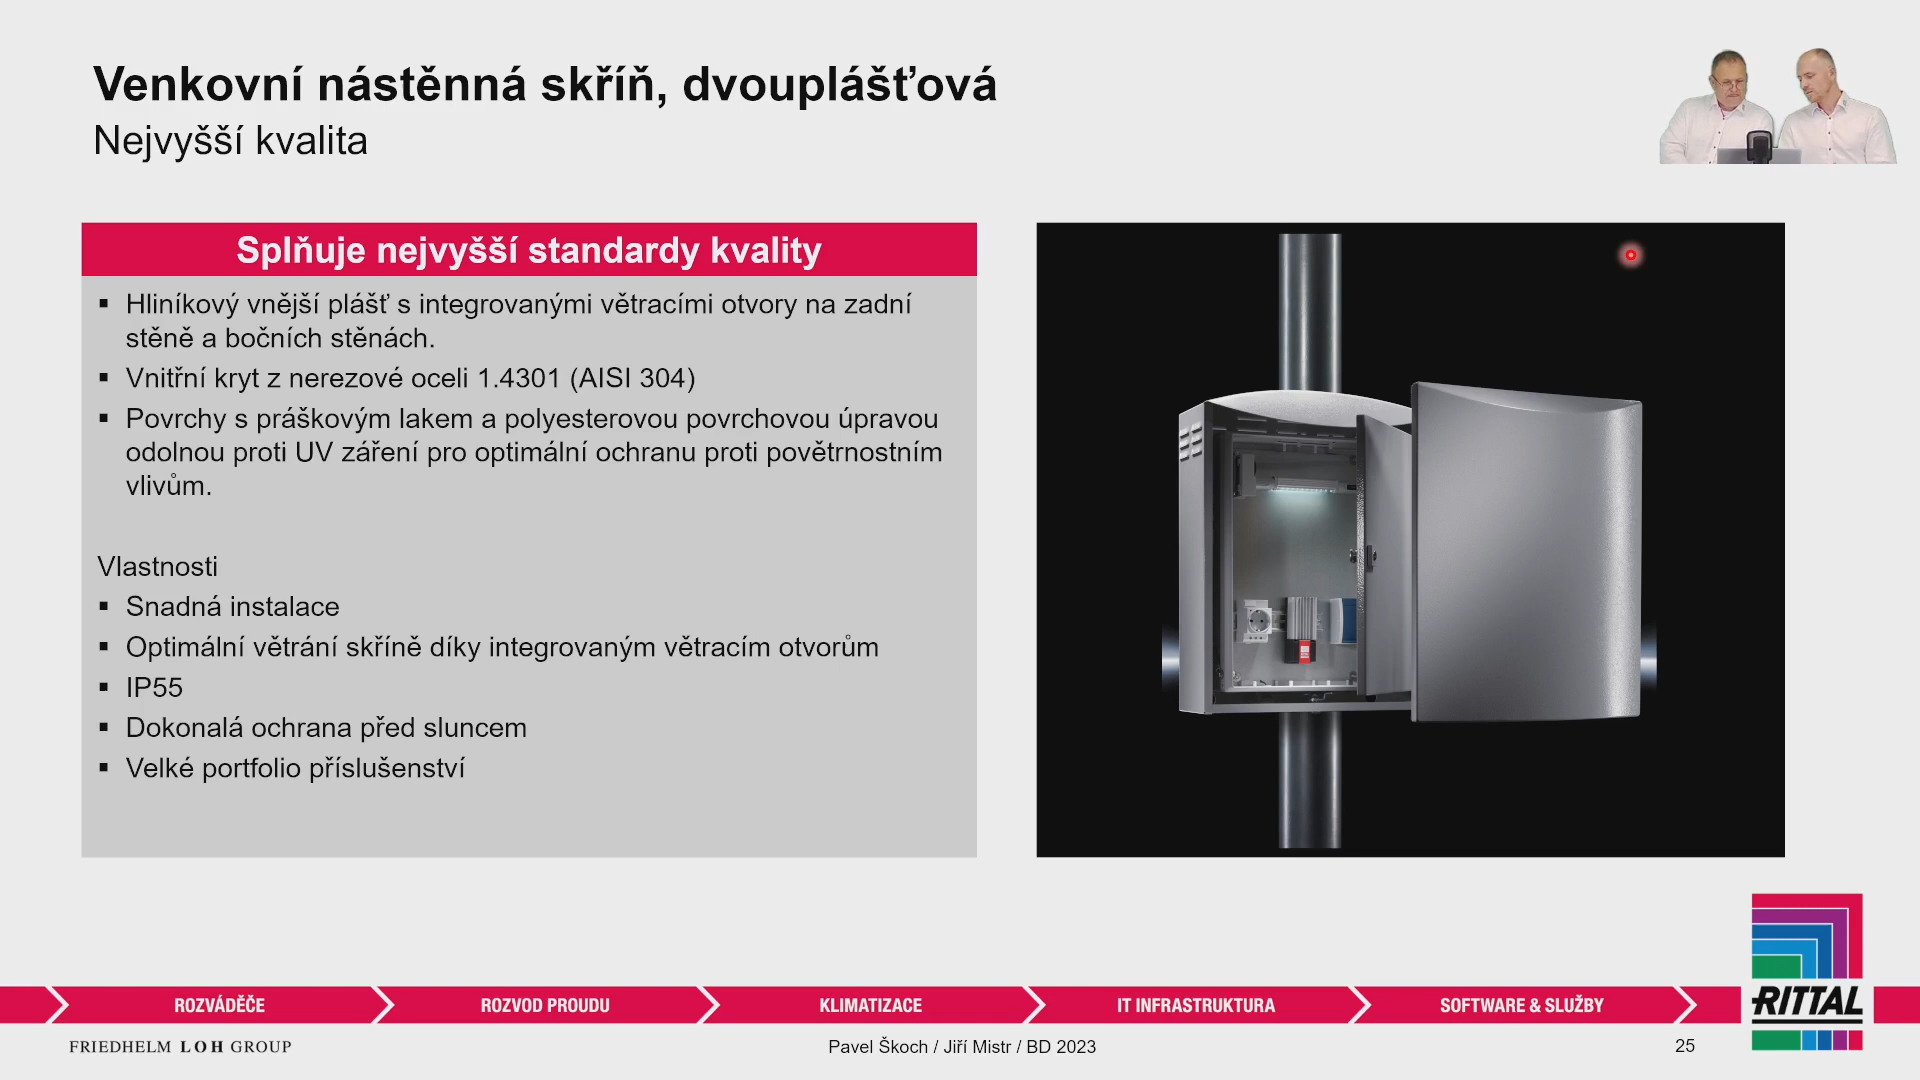 Venkovní nástěnná skříň, dvouplášťová
Nejvyšší kvalita
Splňuje nejvyšší standardy kvality
▪ Hliníkový vnější plášť s integrovanými větracími otvory na zadní
stěně a bočních stěnách.
▪ Vnitřní kryt z nerezové oceli 1.4301 (AISI 304)
▪ Povrchy s práškovým lakem a polyesterovou povrchovou úpravou
odolnou proti UV záření pro optimální ochranu proti povětrnostním
vlivům.
Vlastnosti
▪ Snadná instalace
▪ Optimální větrání skříně díky integrovaným větracím otvorům
▪ IP55
▪ Dokonalá ochrana před sluncem
▪ Velké portfolio příslušenství
ROZVÁDĚČE
ROZVOD PROUDU
KLIMATIZACE
IT INFRASTRUKTURA
SOFTWARE & SLUŽBY
RITTAL
FRIEDHELM LOH GROUP
Pavel Škoch / Jiří Mistr / BD 2023
25